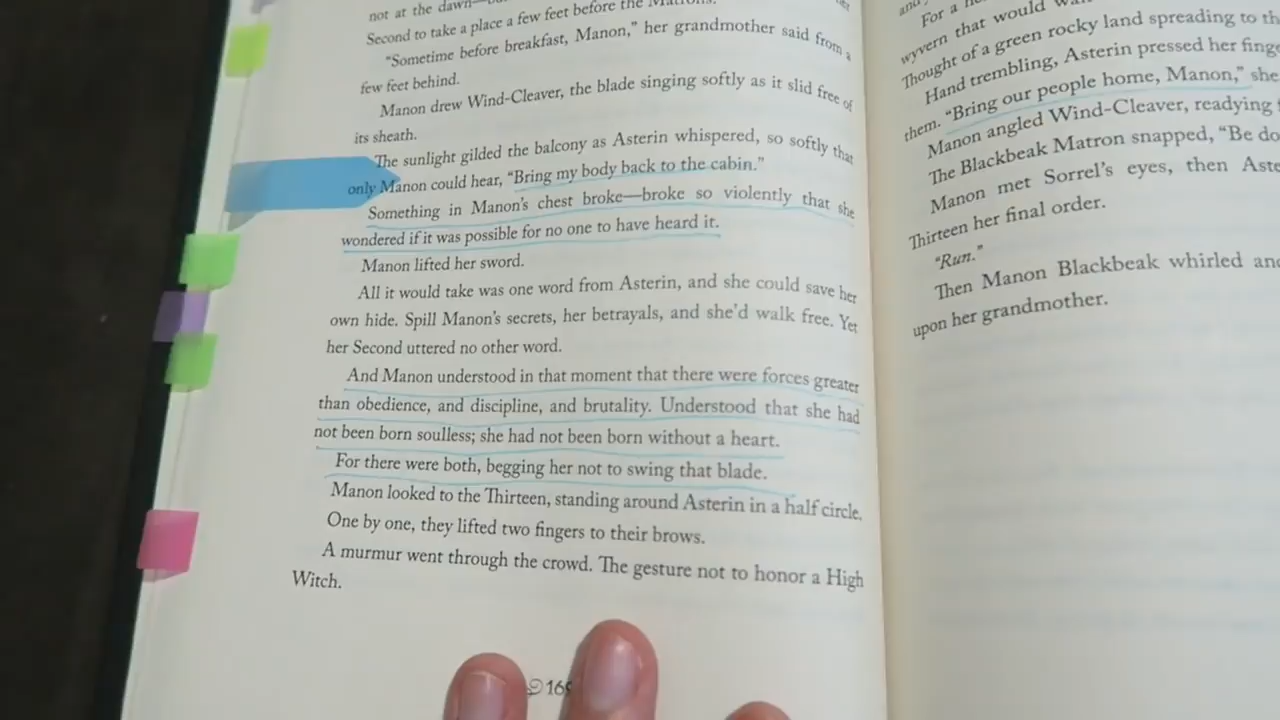 not at the dawn
Second to take a place a few feet before the Matrons.
“Sometime before breakfast, Manon,” her grandmother said from a
few feet behind.
Manon drew Wind-Cleaver, the blade singing softly as it slid free of
its sheath.
The sunlight gilded the balcony as Asterin whispered, so softly that
only Manon could hear, “Bring my body back to the cabin.”
Something in Manon’s chest broke—broke so violently that she
wondered if it was possible for no one to have heard it.
Manon lifted her sword.
All it would take was one word from Asterin, and she could save her
own hide. Spill Manon’s secrets, her betrayals, and she’d walk free. Yet
her Second uttered no other word.
And Manon understood in that moment that there were forces greater
than obedience, and discipline, and brutality. Understood that she had
not been born soulless; she had not been born without a heart.
For there were both, begging her not to swing that blade.
Manon looked to the Thirteen, standing around Asterin in a half circle.
One by one, they lifted two fingers to their brows.
A murmur went through the crowd. The gesture not to honor a High
Witch.
For a
wyvern that would
Thought of a green rocky land spreading to
Hand trembling, Asterin pressed her
them. “Bring our people home, Manon,” she
Manon angled Wind-Cleaver, readying
The Blackbeak Matron snapped, “Be
Manon met Sorrel’s eyes, then
Thirteen her final order.
“Run.”
Then Manon Blackbeak whirled
upon her grandmother.